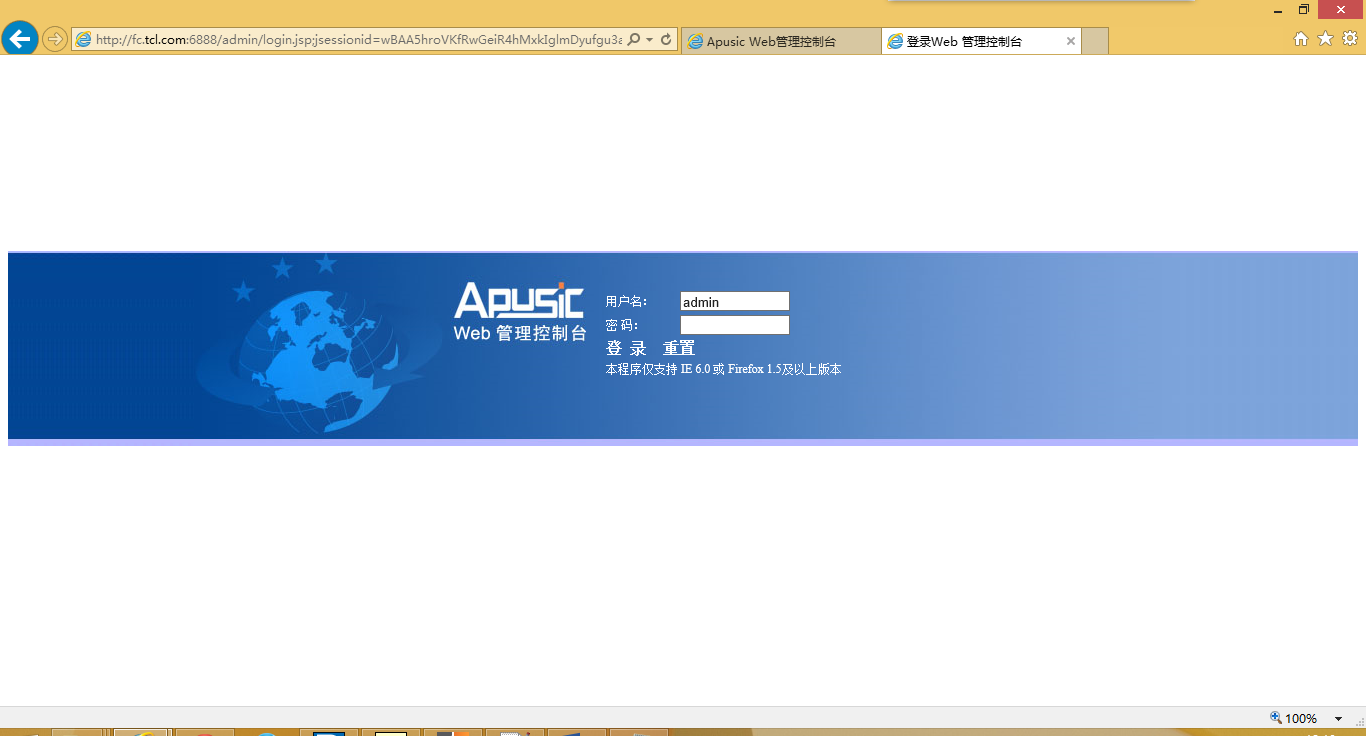 http://fc.tcl.com:6888/admin/login.jsp;jsessionid=wBAA5hroVKfRwGeiR4hMxkIglmDyufgu3a
Apusic Web管理控制台
登录Web 管理控制台
Apusic
Web 管理控制台
用户名：
admin
密 码：
登 录 重置
本程序仅支持 IE 6.0 或 Firefox 1.5及以上版本
100%